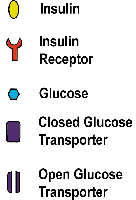 Insulin
Insulin
Receptor
Glucose
Closed Glucose
Transporter
Open Glucose
Transporter